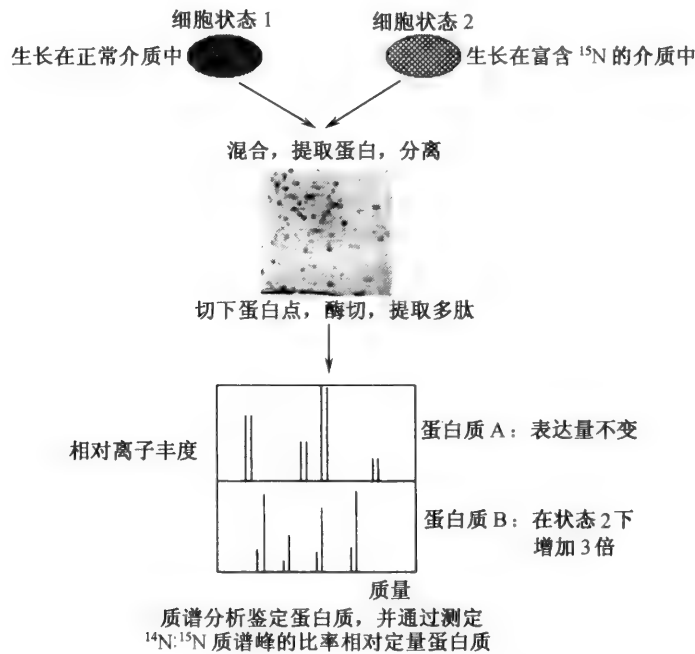 细胞状态 1
细胞状态 2
生长在正常介质中
生长在富含 ¹⁵N 的介质中
混合，提取蛋白，分离
切下蛋白点，酶切，提取多肽
相对离子丰度
蛋白质 A：表达量不变
蛋白质 B：在状态 2 下
增加 3 倍
质量
质谱分析鉴定蛋白质，并通过测定
¹⁴N:¹⁵N 质谱峰的比率相对定量蛋白质